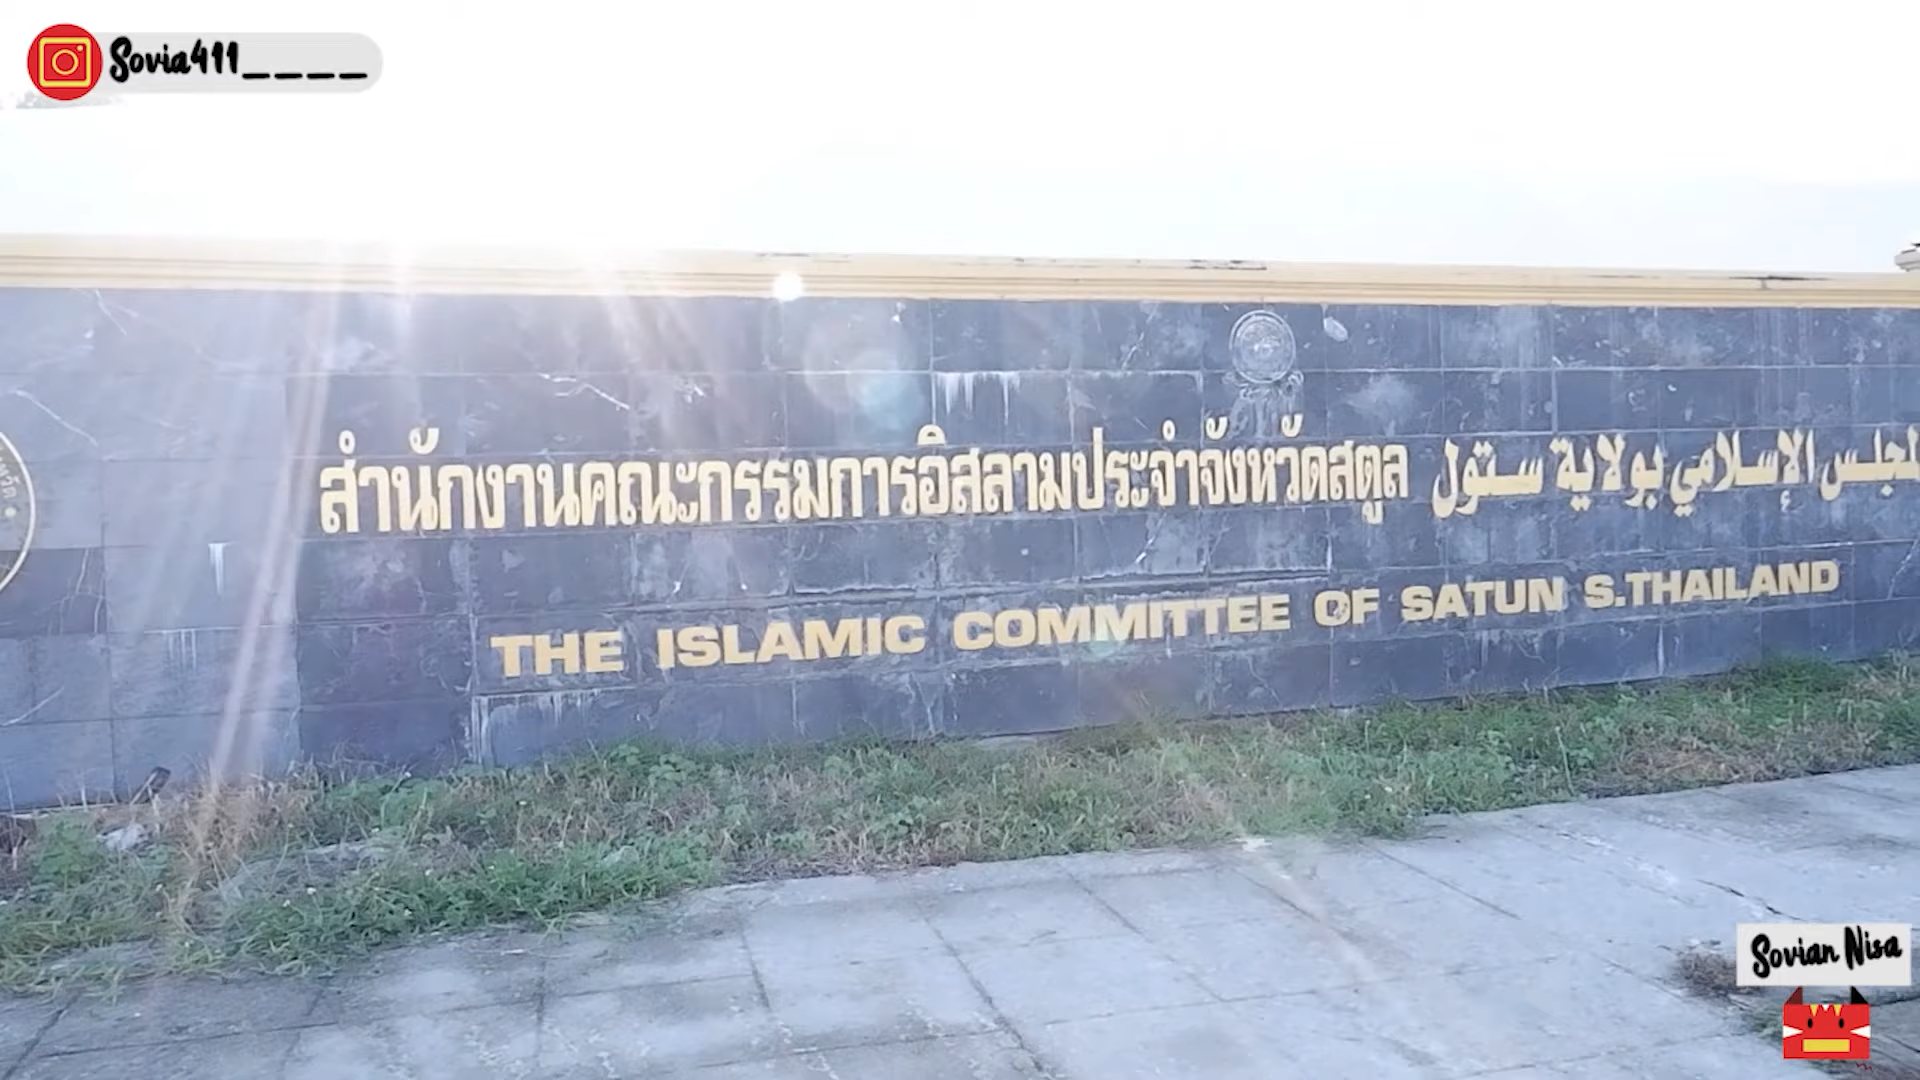 Sovia411____
สำนักงานคณะกรรมการอิสลามประจำจังหวัดสตูล
المجلس الإسلامي بولاية ستول
THE ISLAMIC COMMITTEE OF SATUN S.THAILAND
Sovian Nisa